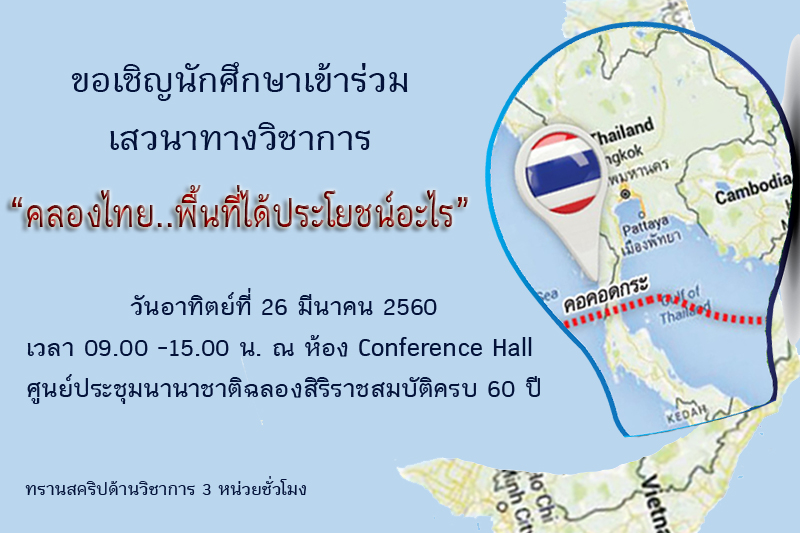 ขอเชิญนักศึกษาเข้าร่วม
เสวนาทางวิชาการ
“คลองไทย..พื้นที่ได้ประโยชน์อะไร”
วันอาทิตย์ที่ 26 มีนาคม 2560
เวลา 09.00 -15.00 น. ณ ห้อง Conference Hall
ศูนย์ประชุมนานาชาติฉลองสิริราชสมบัติครบ 60 ปี
ทรานสคริปด้านวิชาการ 3 หน่วยชั่วโมง
Thailand
ngkok
พมหานคร
Cambodia
Pattaya
เมืองพัทยา
Sea
คอคอดกระ
Gulf of
Thailand
KEDAH
Ho Chi
Minh City
Vietn